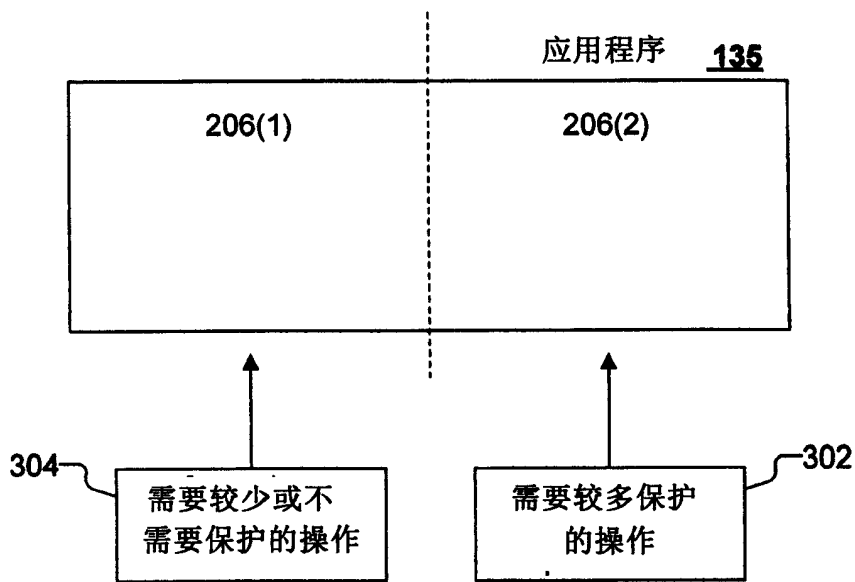 应用程序 135
206(1) 206(2)
304
需要较少或不
需要保护的操作
需要较多保护
的操作
302